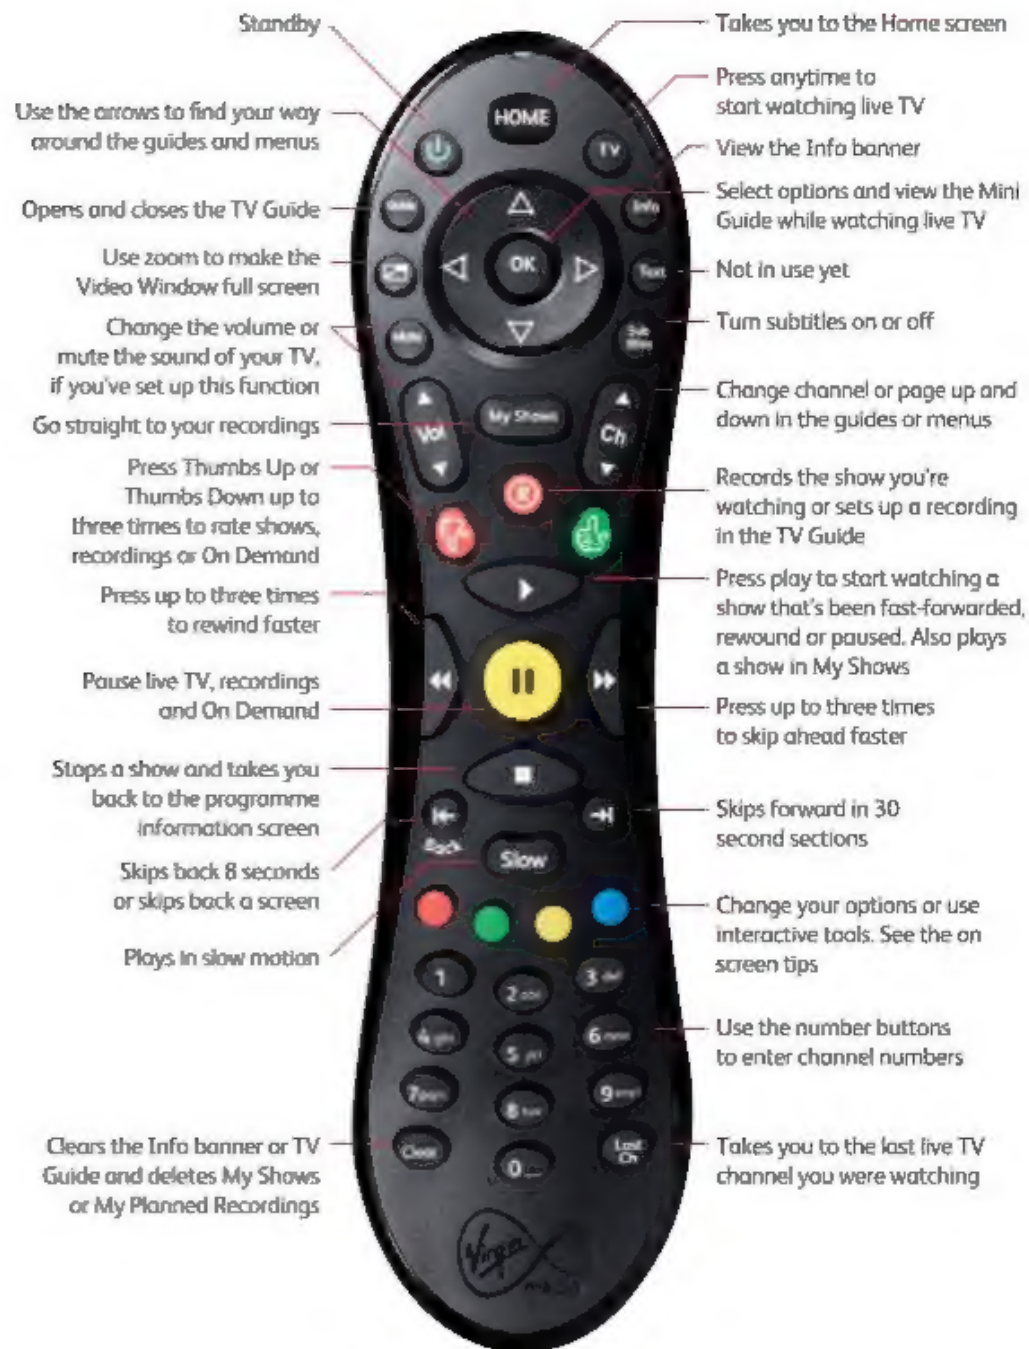 Standby
Use the arrows to find your way
around the guides and menus
Opens and closes the TV Guide
Use zoom to make the
Video Window full screen
Change the volume or
mute the sound of your TV,
if you've set up this function
Go straight to your recordings
Press Thumbs Up or
Thumbs Down up to
three times to rate shows,
recordings or On Demand
Press up to three times
to rewind faster
Pause live TV, recordings
and On Demand
Stops a show and takes you
back to the programme
information screen
Skips back 8 seconds
or skips back a screen
Plays in slow motion
Clears the Info banner or TV
Guide and deletes My Shows
or My Planned Recordings
HOME
TV
Info
OK
Text
My Shows
Vol
Ch
R
Back
Slow
1
2 abc
3 def
4
5
6
7
8
9
Clear
0
Last
Ch
Virgin
media
Takes you to the Home screen
Press anytime to
start watching live TV
View the Info banner
Select options and view the Mini
Guide while watching live TV
Not in use yet
Turn subtitles on or off
Change channel or page up and
down in the guides or menus
Records the show you're
watching or sets up a recording
in the TV Guide
Press play to start watching a
show that's been fast-forwarded,
rewound or paused. Also plays
a show in My Shows
Press up to three times
to skip ahead faster
Skips forward in 30
second sections
Change your options or use
interactive tools. See the on
screen tips
Use the number buttons
to enter channel numbers
Takes you to the last live TV
channel you were watching